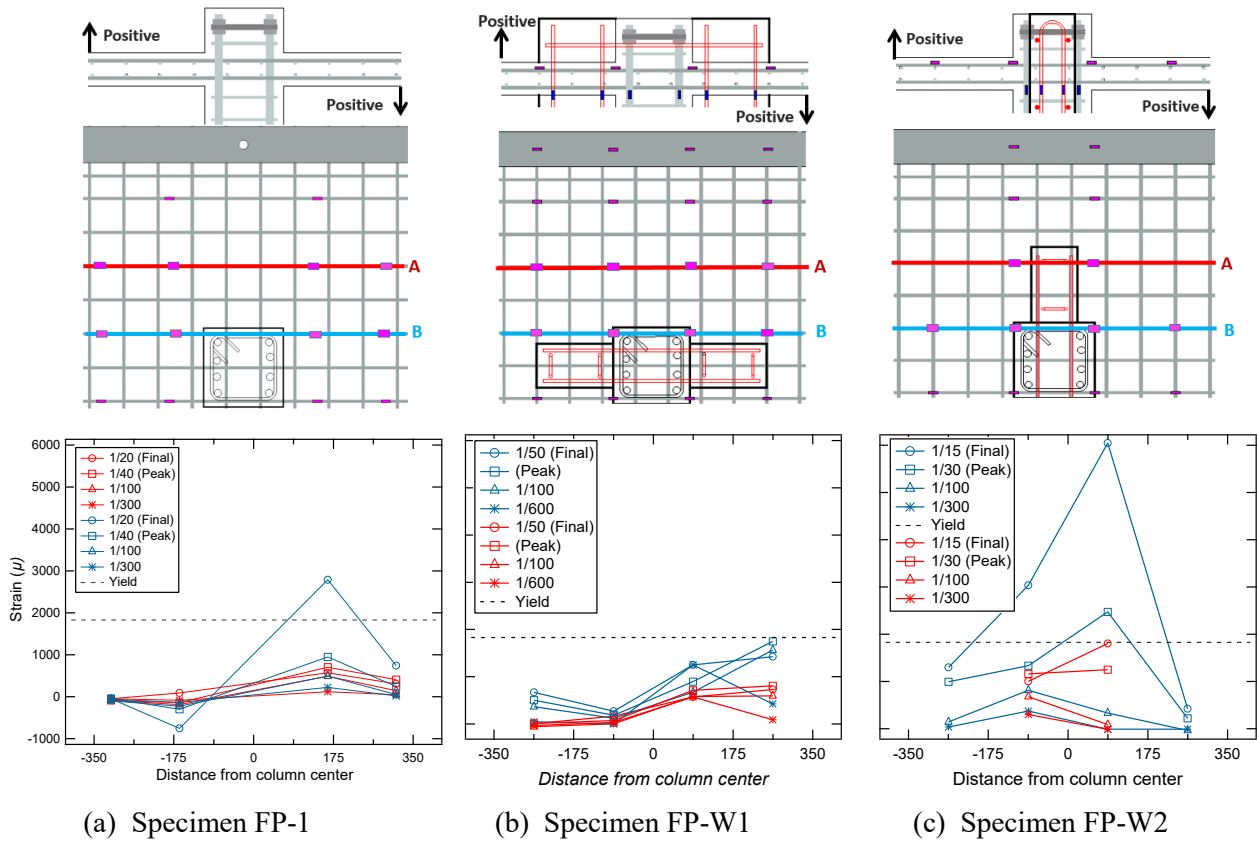 Positive
Positive
A
B
Positive
Positive
A
B
Positive
Positive
A
B
6000
5000
4000
3000
2000
1000
0
-1000
Strain (μ)
1/20 (Final)
1/40 (Peak)
1/100
1/300
1/20 (Final)
1/40 (Peak)
1/100
1/300
Yield
-350 -175 0 175 350
Distance from column center
1/50 (Final)
(Peak)
1/100
1/600
1/50 (Final)
(Peak)
1/100
1/600
Yield
-350 -175 0 175 350
Distance from column center
1/15 (Final)
1/30 (Peak)
1/100
1/300
Yield
1/15 (Final)
1/30 (Peak)
1/100
1/300
-350 -175 0 175 350
Distance from column center
(a) Specimen FP-1
(b) Specimen FP-W1
(c) Specimen FP-W2